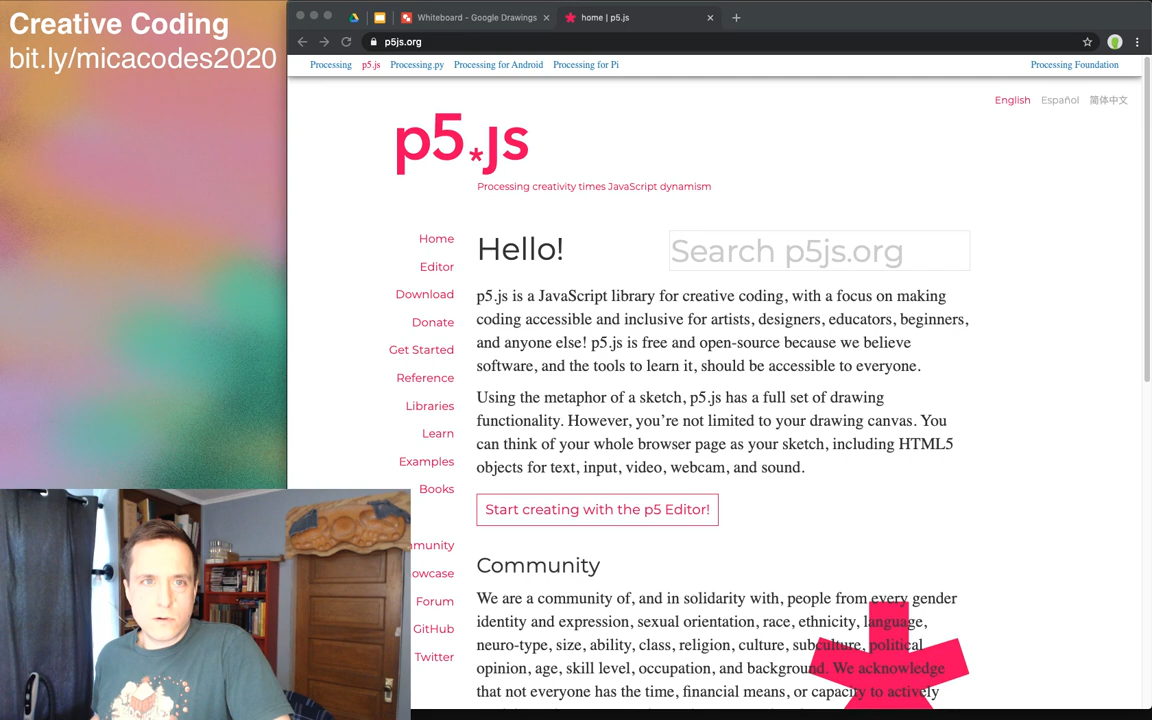 Creative Coding
bit.ly/micacodes2020
Whiteboard - Google Drawings
home | p5.js
p5js.org
Processing p5.js Processing.py Processing for Android Processing for Pi Processing Foundation
English Español 简体中文
p5*js
Processing creativity times JavaScript dynamism
Home
Editor
Download
Donate
Get Started
Reference
Libraries
Learn
Examples
Books
mmunity
owcase
Forum
GitHub
Twitter
Hello!
Search p5js.org
p5.js is a JavaScript library for creative coding, with a focus on making
coding accessible and inclusive for artists, designers, educators, beginners,
and anyone else! p5.js is free and open-source because we believe
software, and the tools to learn it, should be accessible to everyone.
Using the metaphor of a sketch, p5.js has a full set of drawing
functionality. However, you’re not limited to your drawing canvas. You
can think of your whole browser page as your sketch, including HTML5
objects for text, input, video, webcam, and sound.
Start creating with the p5 Editor!
Community
We are a community of, and in solidarity with, people from every gender
identity and expression, sexual orientation, race, ethnicity, language,
neuro-type, size, ability, class, religion, culture, subculture, political
opinion, age, skill level, occupation, and background. We acknowledge
that not everyone has the time, financial means, or capacity to actively